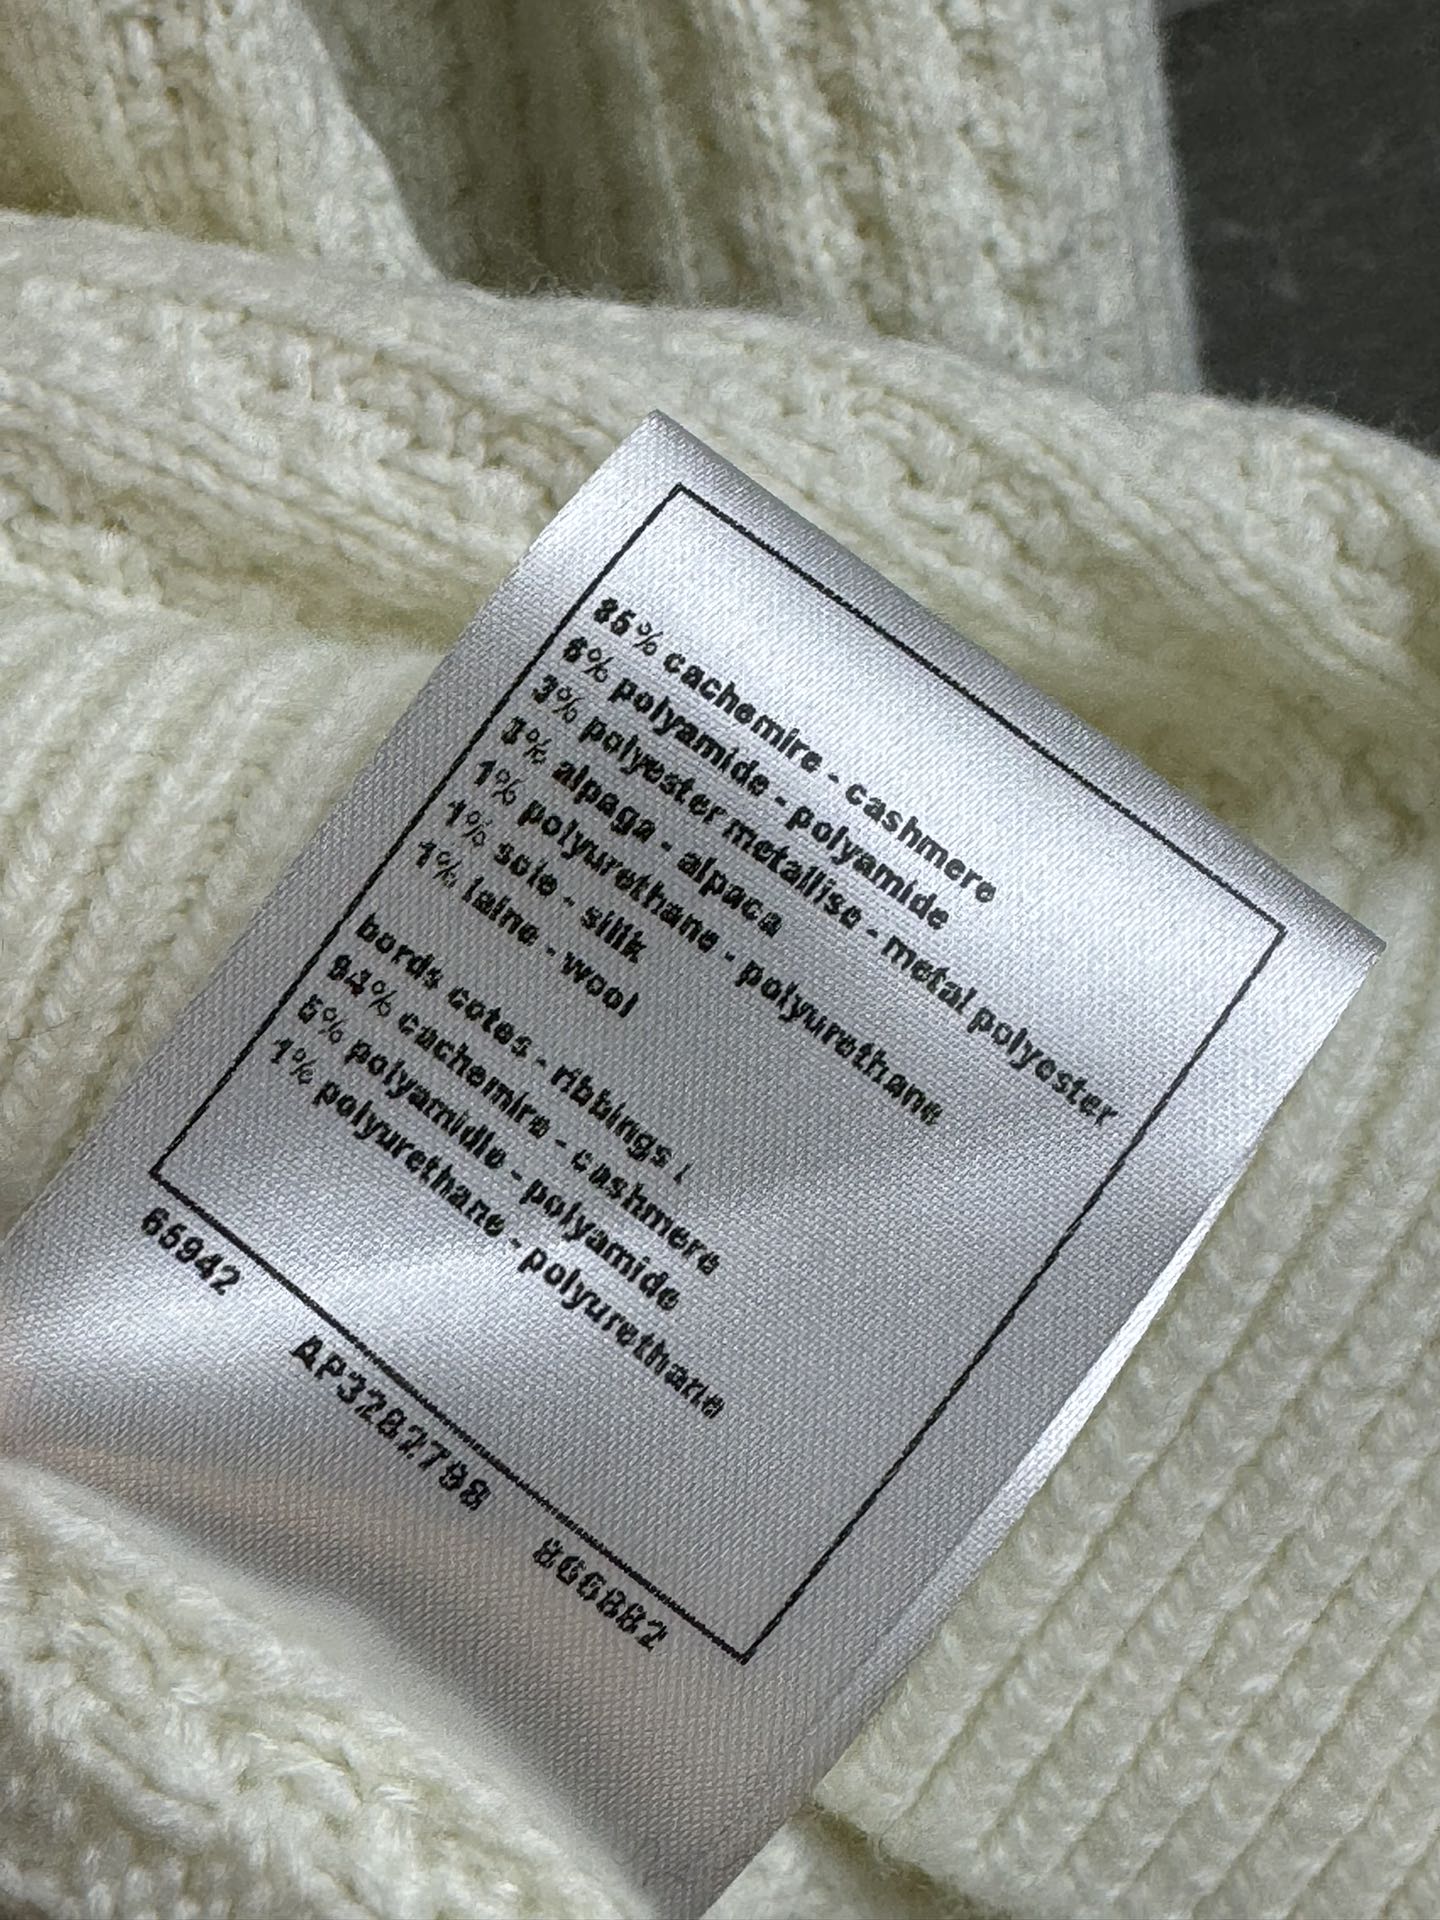 85% cachemire - cashmere
6% polyamide - polyamide
3% polyester metallise - metal polyester
3% alpaga - alpaca
1% polyurethane - polyurethane
1% soie - silk
1% laine - wool
bords cotes - ribbings /
94% cachemire - cashmere
5% polyamide - polyamide
1% polyurethane - polyurethane
65942 AP3282798 866882